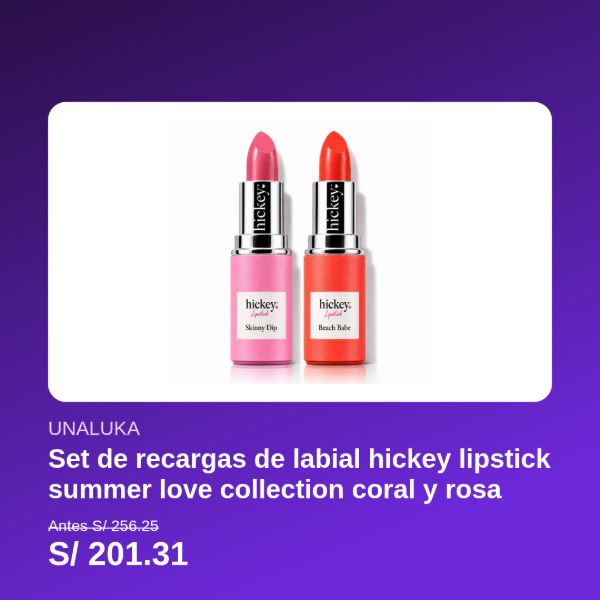 hickey.
hickey.
hickey.
Lipstick
Skinny Dip
hickey.
Lipstick
Beach Babe
UNALUKA
Set de recargas de labial hickey lipstick
summer love collection coral y rosa
Antes S/ 256.25
S/ 201.31